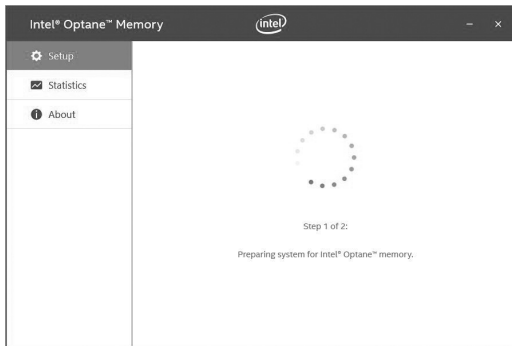 Intel® Optane™ Memory
intel
Setup
Statistics
About
Step 1 of 2:
Preparing system for Intel® Optane™ memory.